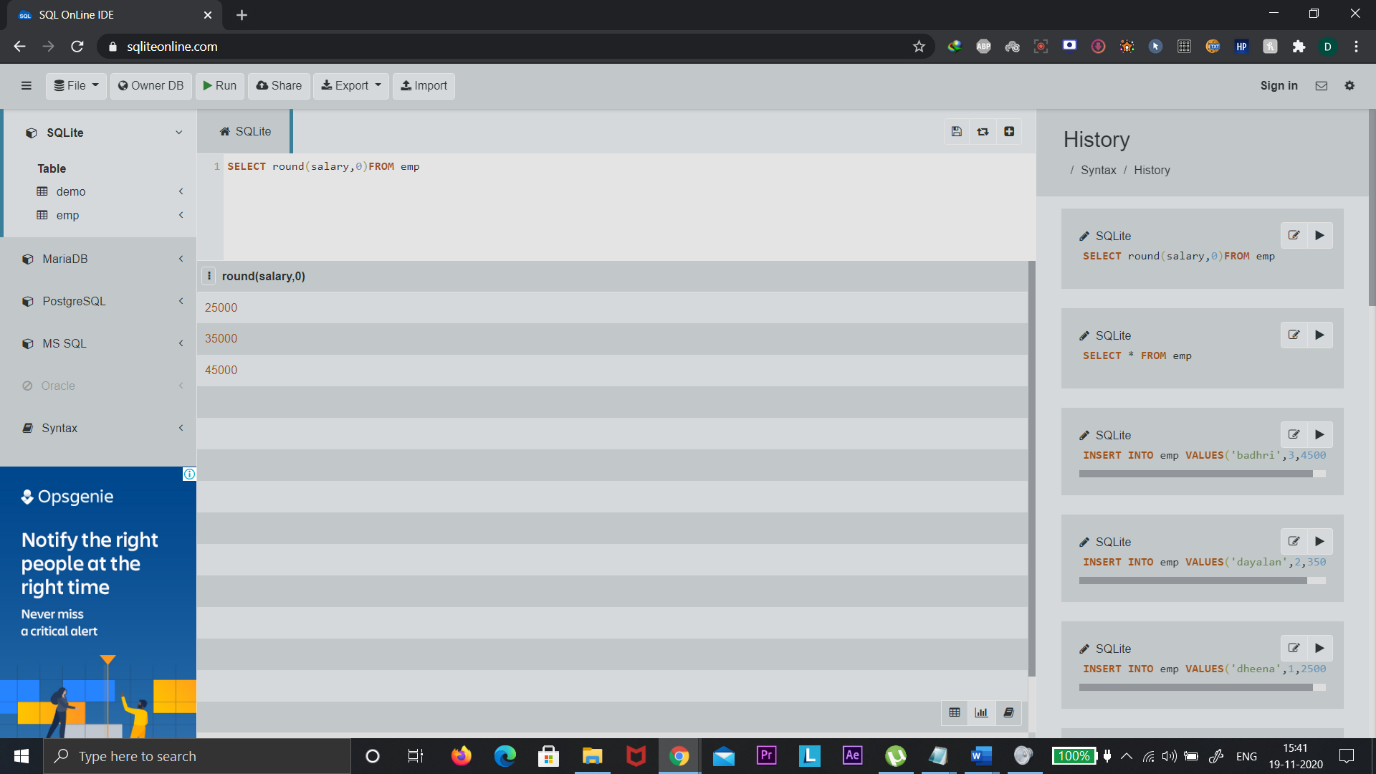 SQL OnLine IDE
sqliteonline.com
File
Owner DB
Run
Share
Export
Import
Sign in
SQLite
Table
demo
emp
MariaDB
PostgreSQL
MS SQL
Oracle
Syntax
Opsgenie
Notify the right
people at the
right time
Never miss
a critical alert
SQLite
1 SELECT round(salary,0)FROM emp
round(salary,0)
25000
35000
45000
History
/ Syntax / History
SQLite
SELECT round(salary,0)FROM emp
SQLite
SELECT * FROM emp
SQLite
INSERT INTO emp VALUES('badhri',3,4500
SQLite
INSERT INTO emp VALUES('dayalan',2,350
SQLite
INSERT INTO emp VALUES('dheena',1,2500
Type here to search
100%
ENG
15:41
19-11-2020